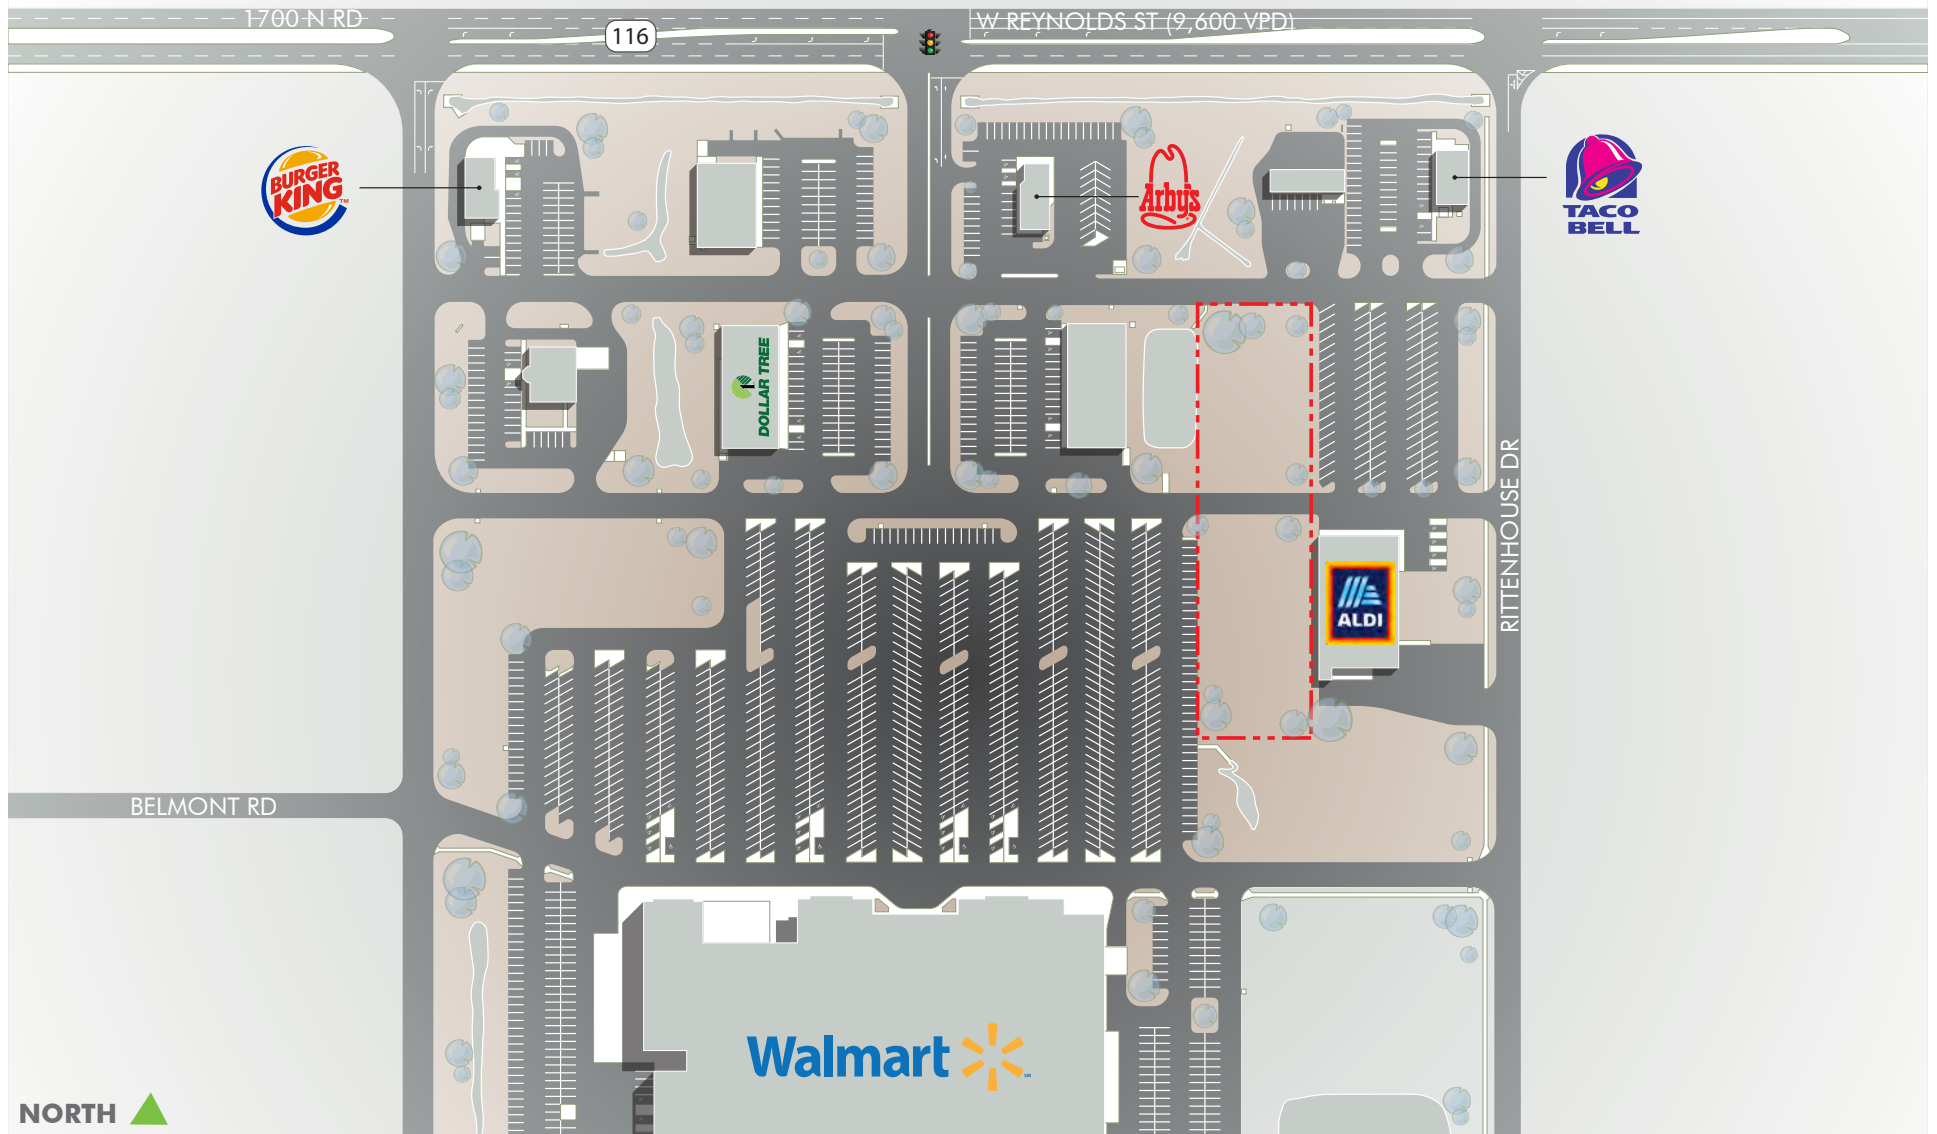 1700 N RD
116
W REYNOLDS ST (9,600 VPD)
BURGER
KING™
Arby's
TACO
BELL
DOLLAR TREE
RITTENHOUSE DR
ALDI
BELMONT RD
Walmart
NORTH